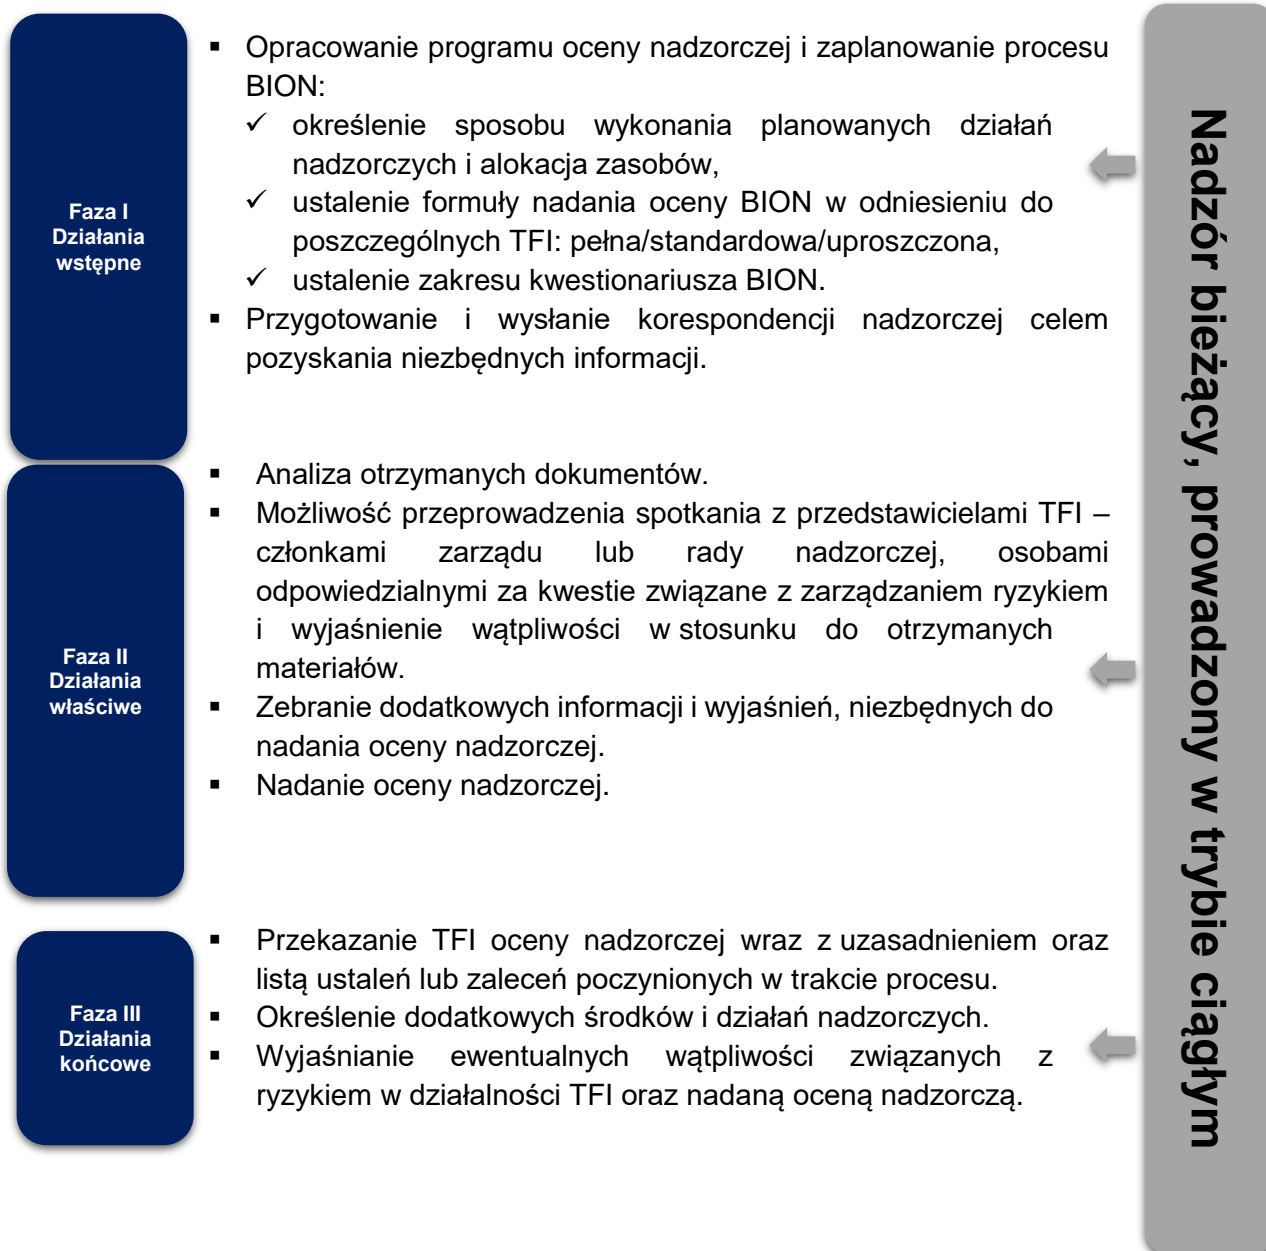 Faza I
Działania
wstępne
▪ Opracowanie programu oceny nadzorczej i zaplanowanie procesu
BION:
✓ określenie sposobu wykonania planowanych działań
nadzorczych i alokacja zasobów,
✓ ustalenie formuły nadania oceny BION w odniesieniu do
poszczególnych TFI: pełna/standardowa/uproszczona,
✓ ustalenie zakresu kwestionariusza BION.
▪ Przygotowanie i wysłanie korespondencji nadzorczej celem
pozyskania niezbędnych informacji.
Faza II
Działania
właściwe
▪ Analiza otrzymanych dokumentów.
▪ Możliwość przeprowadzenia spotkania z przedstawicielami TFI –
członkami zarządu lub rady nadzorczej, osobami
odpowiedzialnymi za kwestie związane z zarządzaniem ryzykiem
i wyjaśnienie wątpliwości w stosunku do otrzymanych
materiałów.
▪ Zebranie dodatkowych informacji i wyjaśnień, niezbędnych do
nadania oceny nadzorczej.
▪ Nadanie oceny nadzorczej.
Faza III
Działania
końcowe
▪ Przekazanie TFI oceny nadzorczej wraz z uzasadnieniem oraz
listą ustaleń lub zaleceń poczynionych w trakcie procesu.
▪ Określenie dodatkowych środków i działań nadzorczych.
▪ Wyjaśnianie ewentualnych wątpliwości związanych z
ryzykiem w działalności TFI oraz nadaną oceną nadzorczą.
Nadzór bieżący, prowadzony w trybie ciągłym